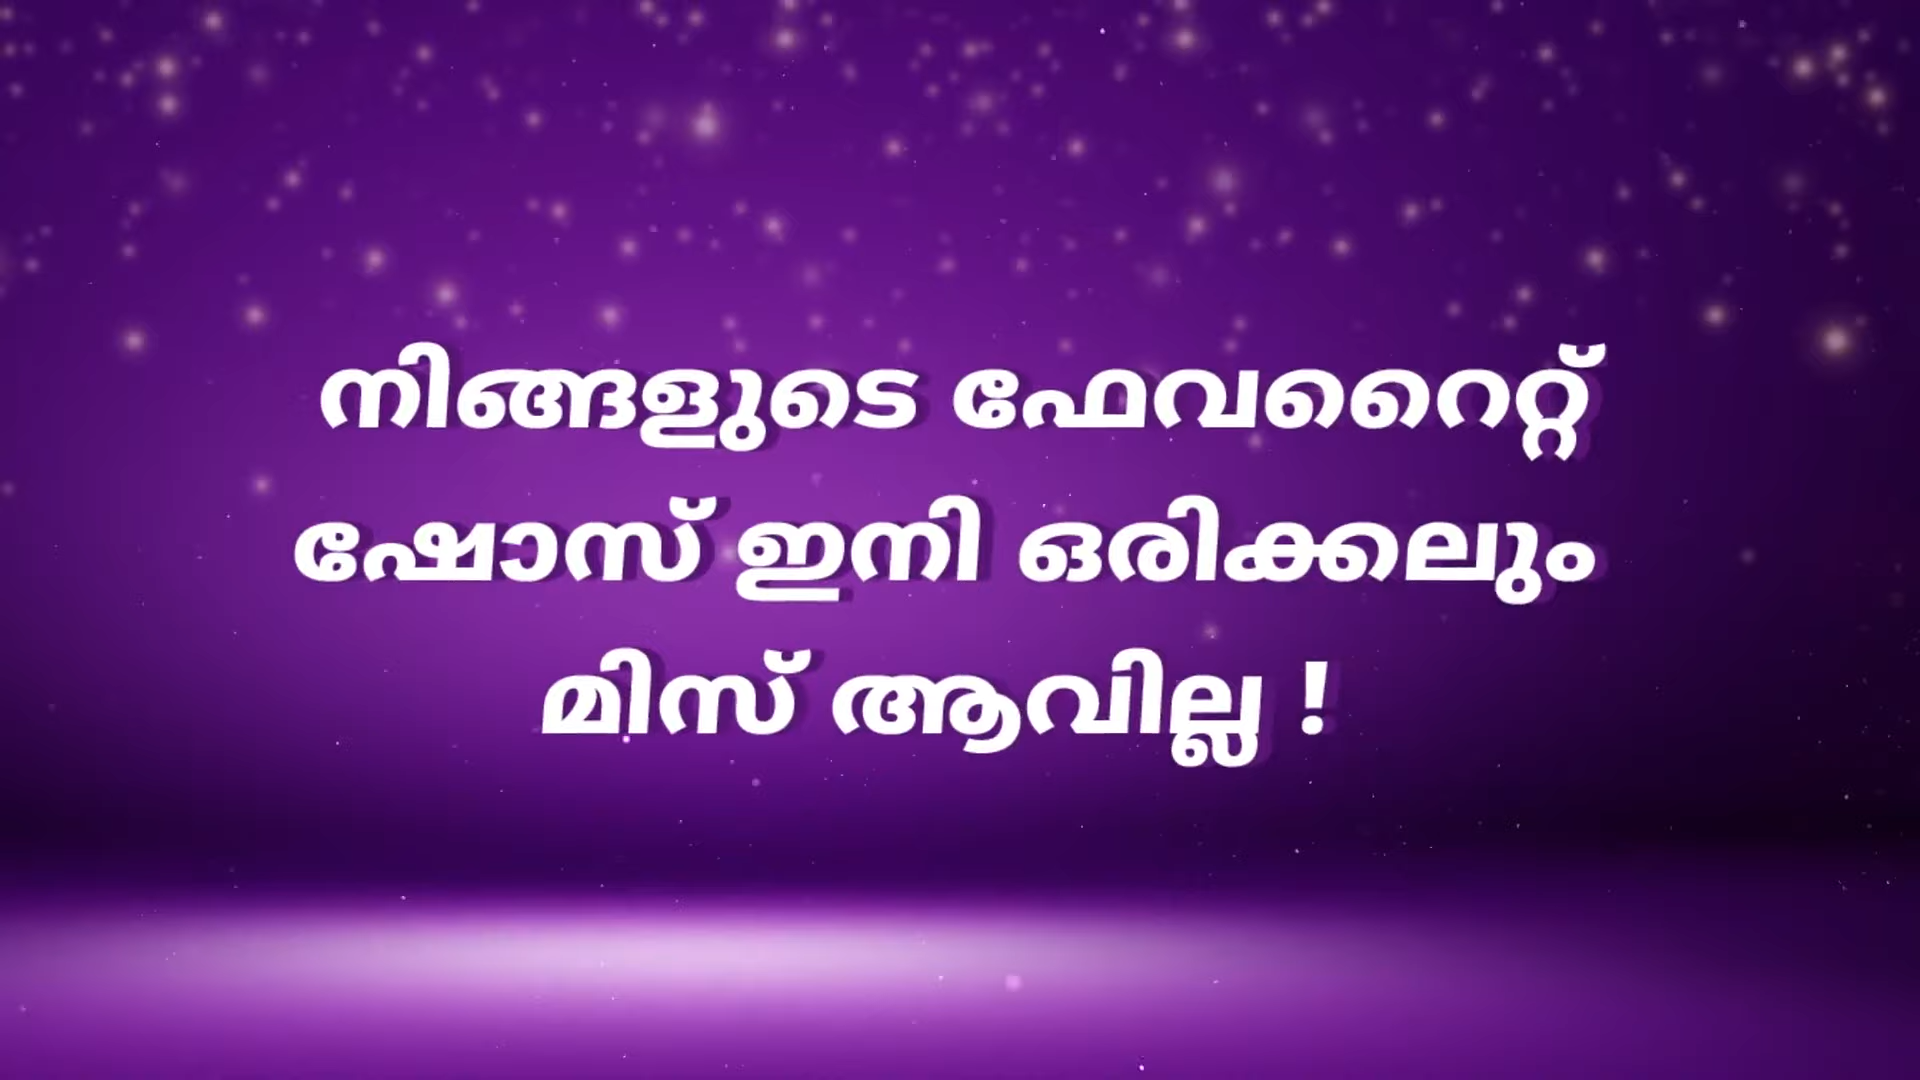 നിങ്ങളുടെ ഫേവറൈറ്റ്
ഷോസ് ഇനി ഒരിക്കലും
മിസ് ആവില്ല !